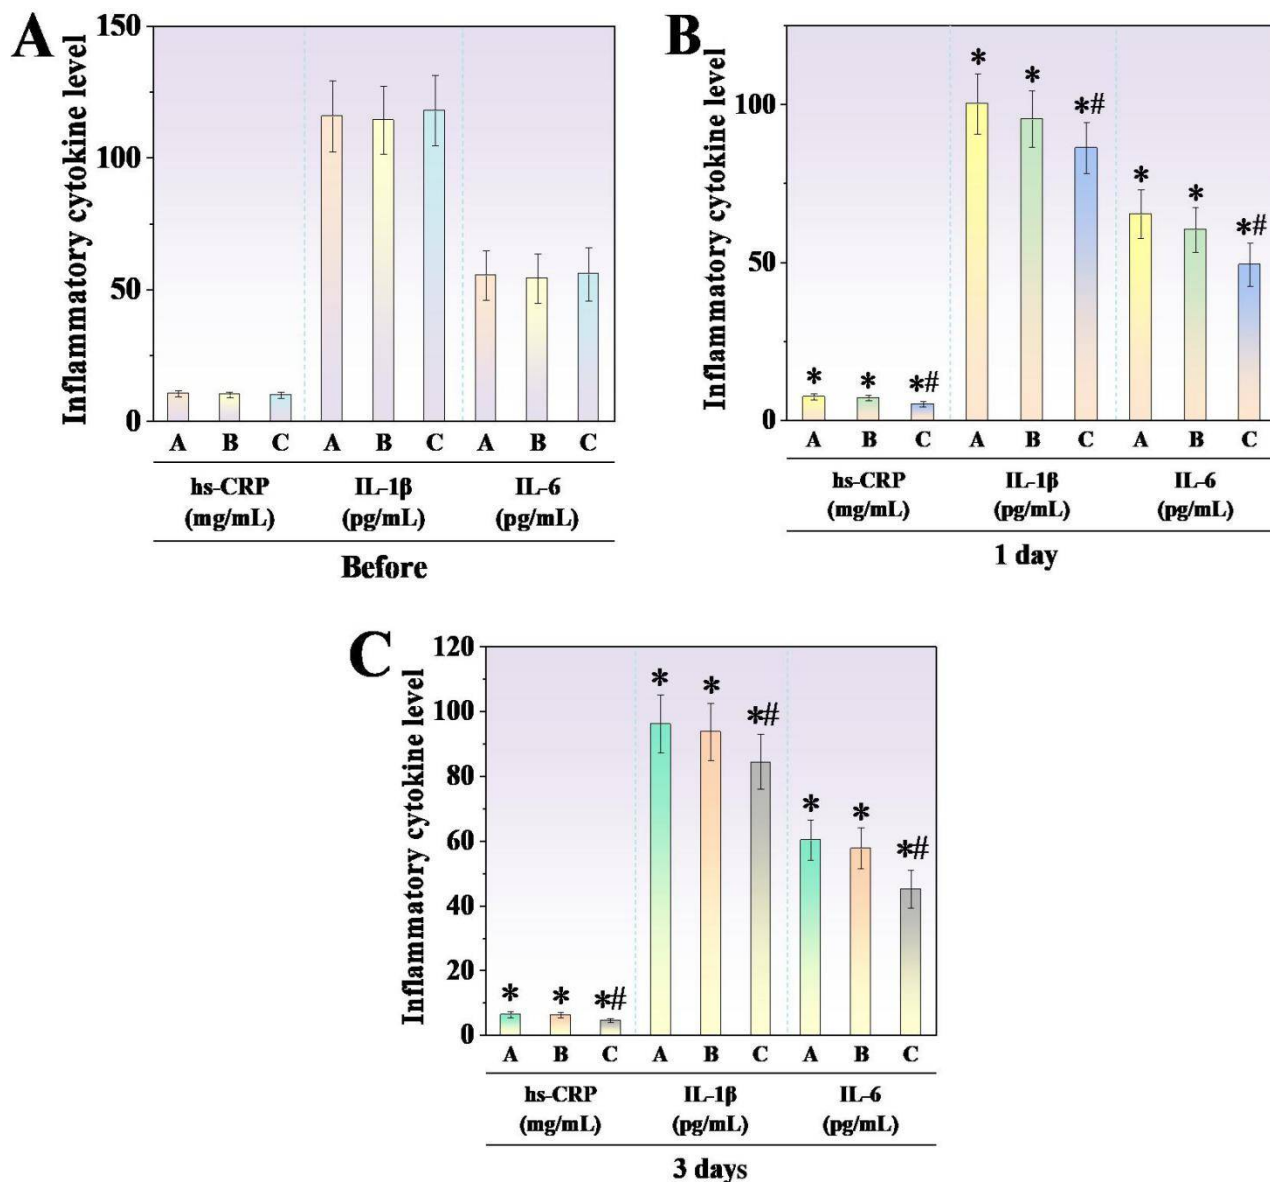 A
Inflammatory cytokine level
150
100
50
0
A B C A B C A B C
hs-CRP IL-1β IL-6
(mg/mL) (pg/mL) (pg/mL)
Before
B
Inflammatory cytokine level
100
50
0
* * *# * * *# * * *#
A B C A B C A B C
hs-CRP IL-1β IL-6
(mg/mL) (pg/mL) (pg/mL)
1 day
C
Inflammatory cytokine level
120
100
80
60
40
20
0
* * *# * * *# * * *#
A B C A B C A B C
hs-CRP IL-1β IL-6
(mg/mL) (pg/mL) (pg/mL)
3 days